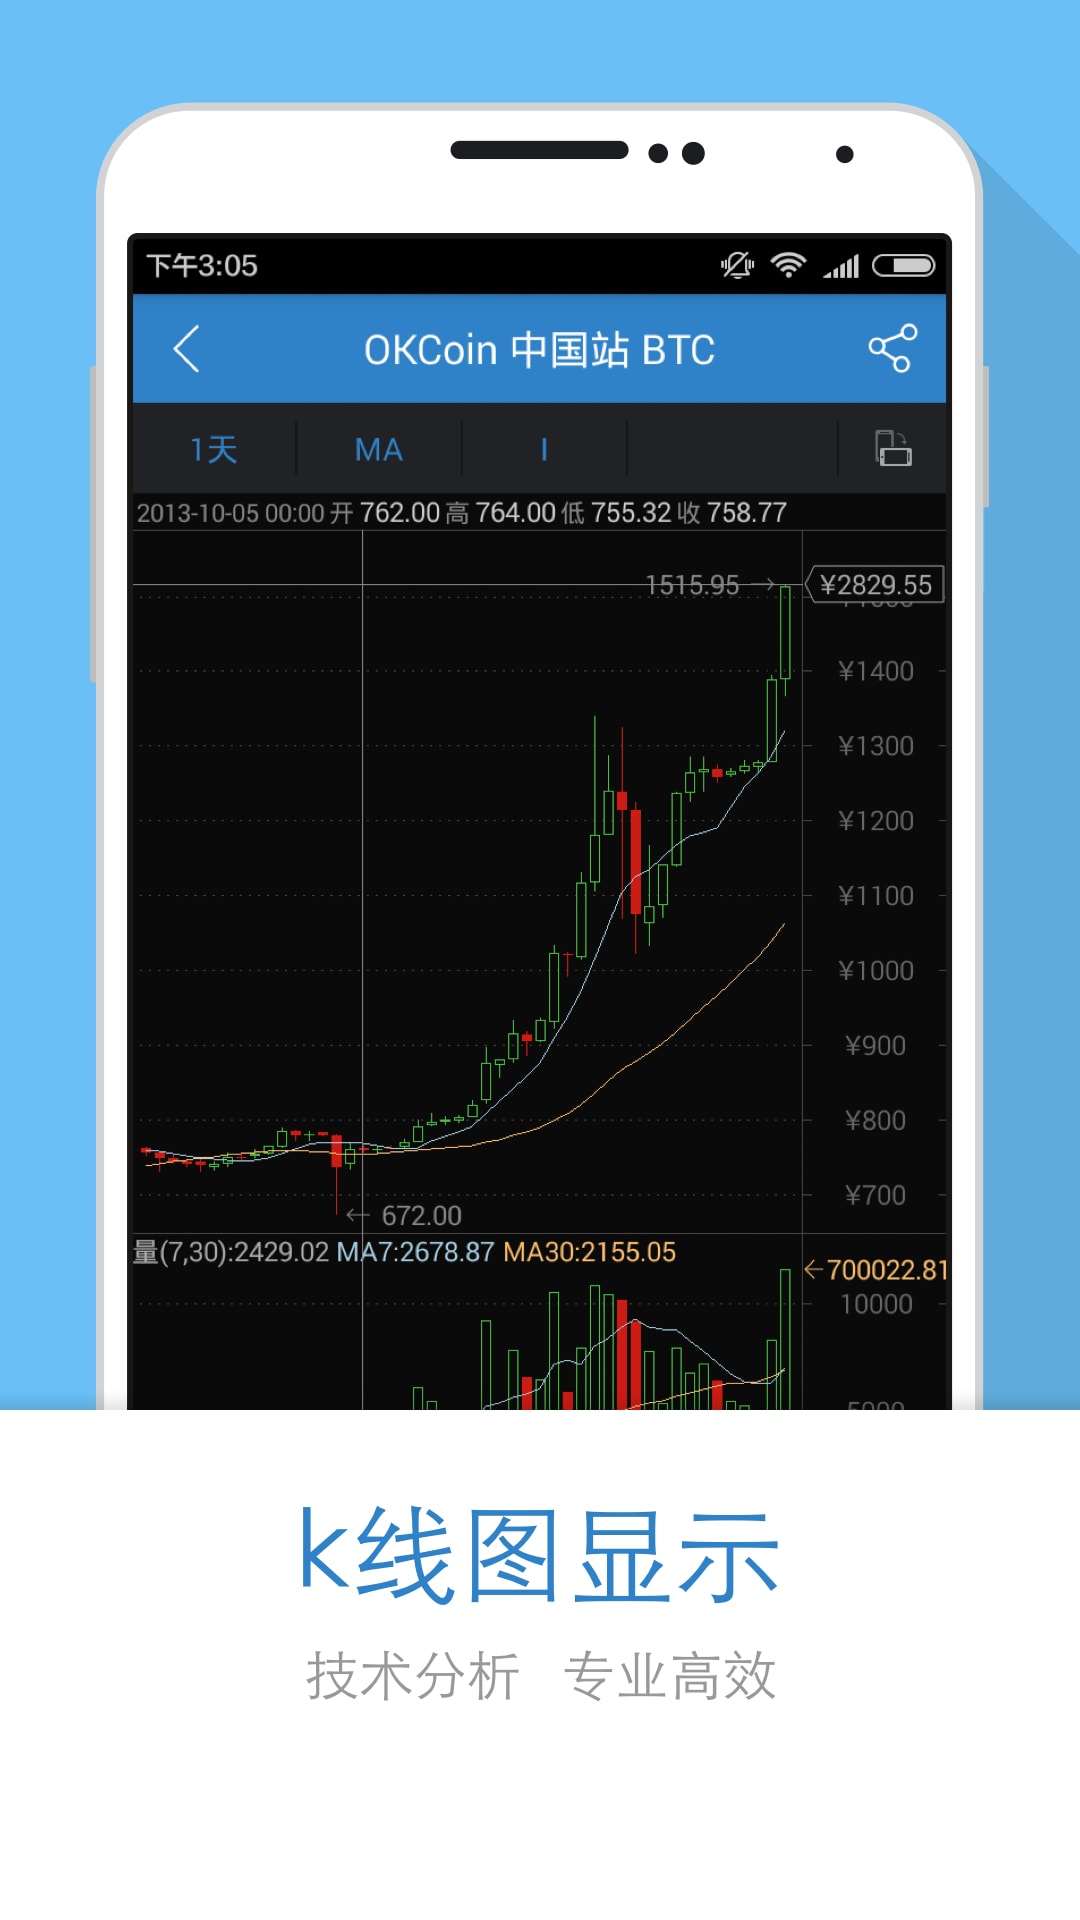 下午3:05
OKCoin 中国站 BTC
1天 MA I
2013-10-05 00:00 开 762.00 高 764.00 低 755.32 收 758.77
1515.95 → ¥2829.55
¥1400
¥1300
¥1200
¥1100
¥1000
¥900
¥800
¥700
← 672.00
量(7,30):2429.02 MA7:2678.87 MA30:2155.05
←700022.81
10000
k线图显示
技术分析 专业高效